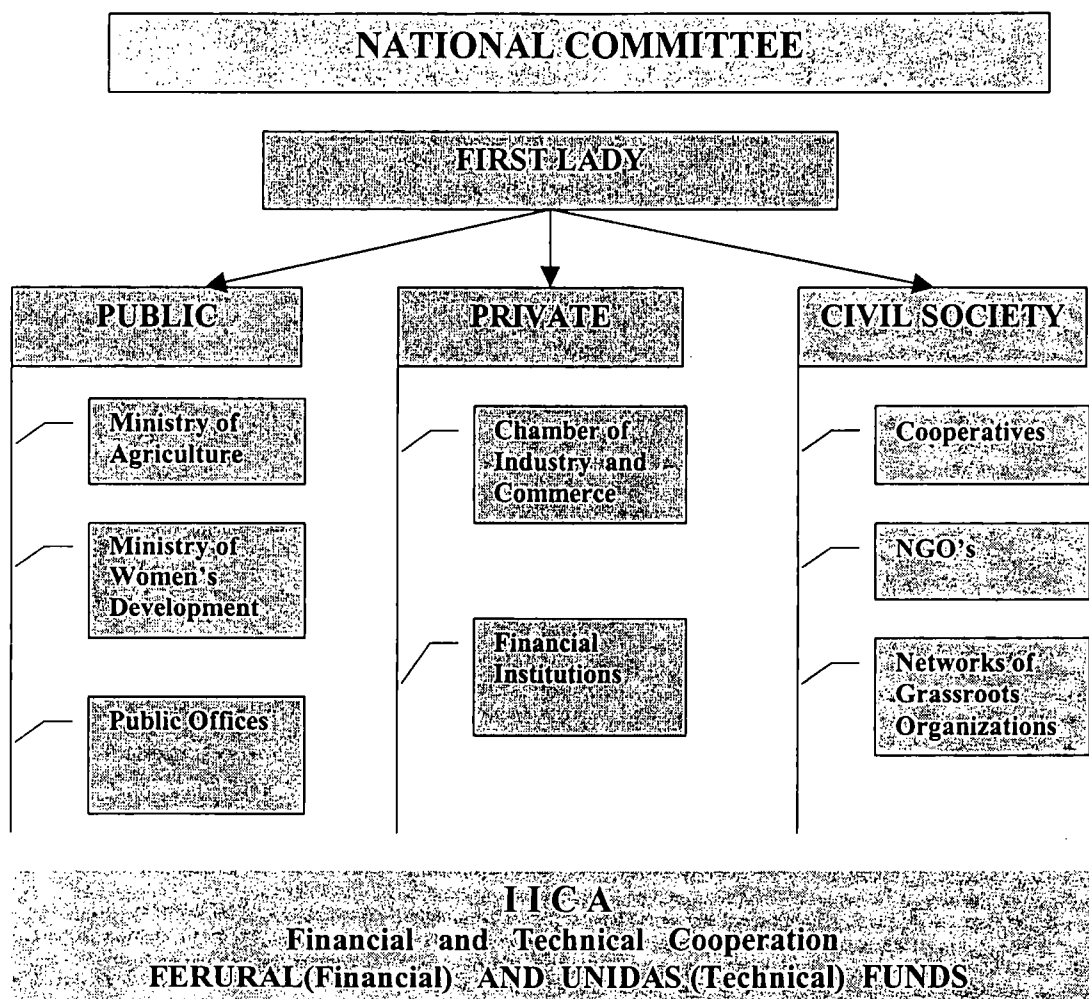 NATIONAL COMMITTEE
FIRST LADY
PUBLIC
Ministry of
Agriculture
Ministry of
Women's
Development
Public Offices
PRIVATE
Chamber of
Industry and
Commerce
Financial
Institutions
CIVIL SOCIETY
Cooperatives
NGO's
Networks of
Grassroots
Organizations
I I C A
Financial and Technical Cooperation
FERURAL(Financial) AND UNIDAS (Technical) FUNDS